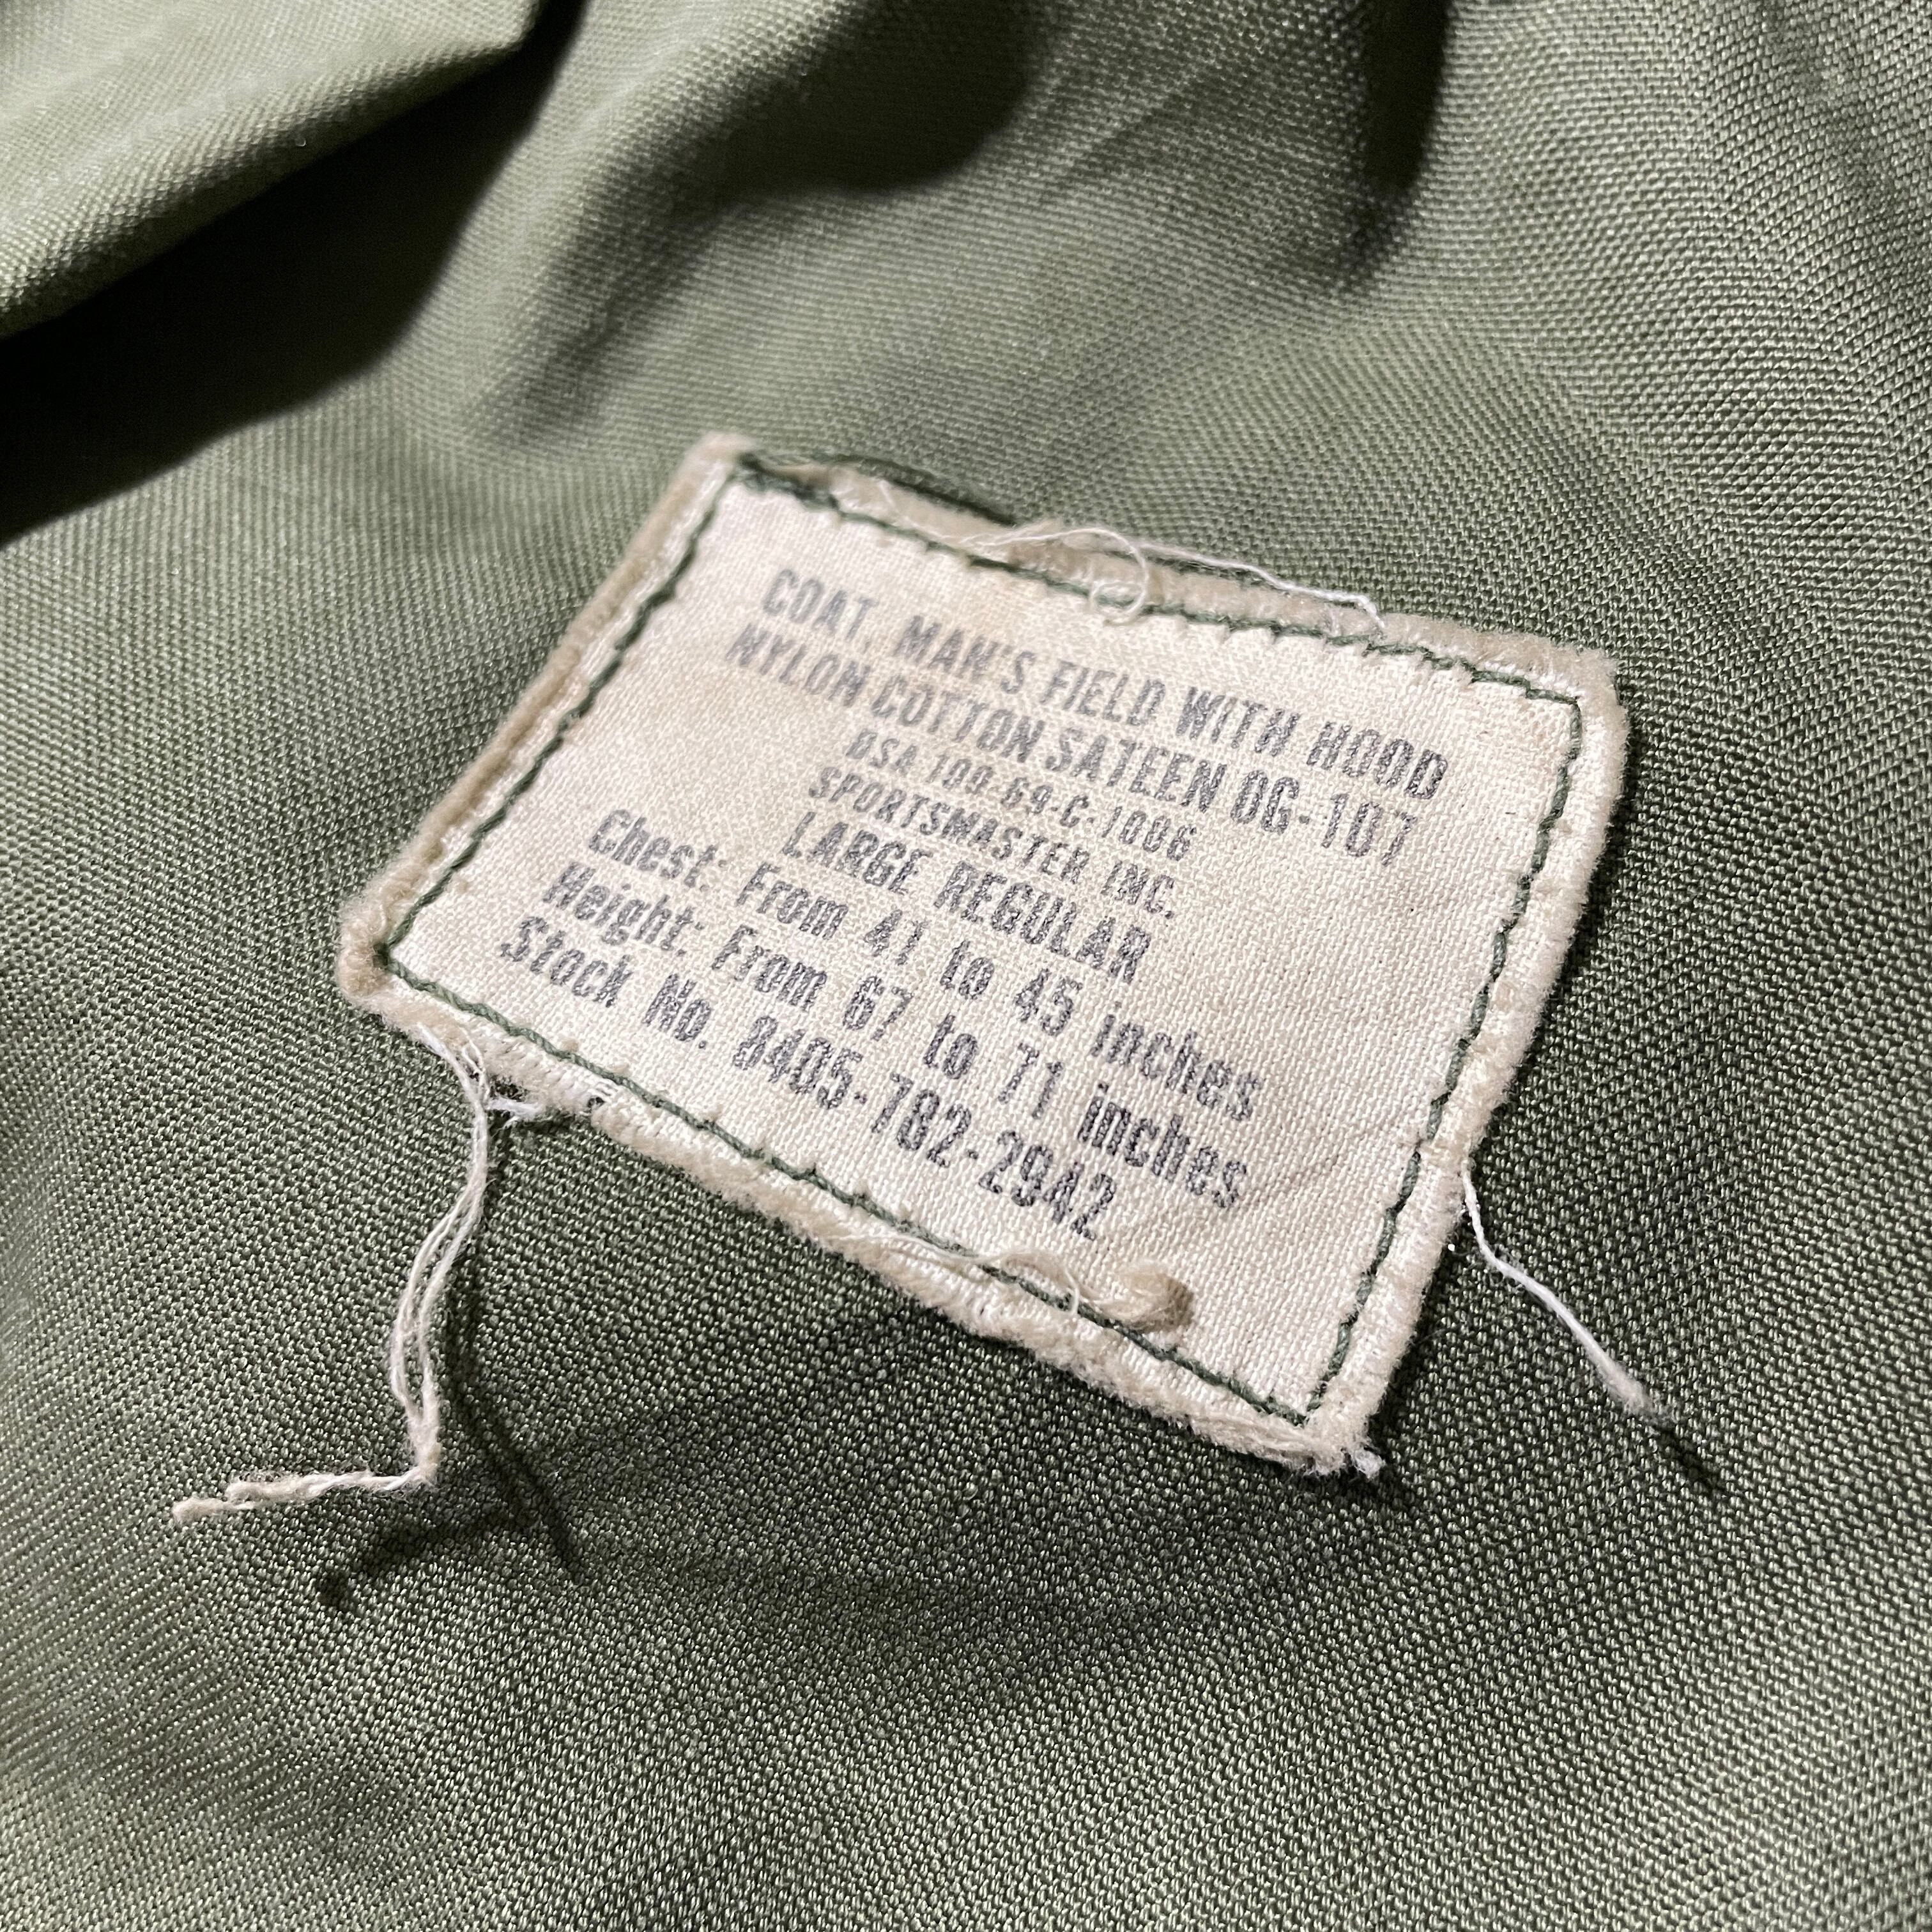 COAT, MAN'S FIELD WITH HOOD
NYLON COTTON SATEEN OG-107
DSA 100-69-C-1006
SPORTSMASTER INC.
LARGE REGULAR
Chest: From 41 to 45 inches
Height: From 67 to 71 inches
Stock No. 8405-782-2942